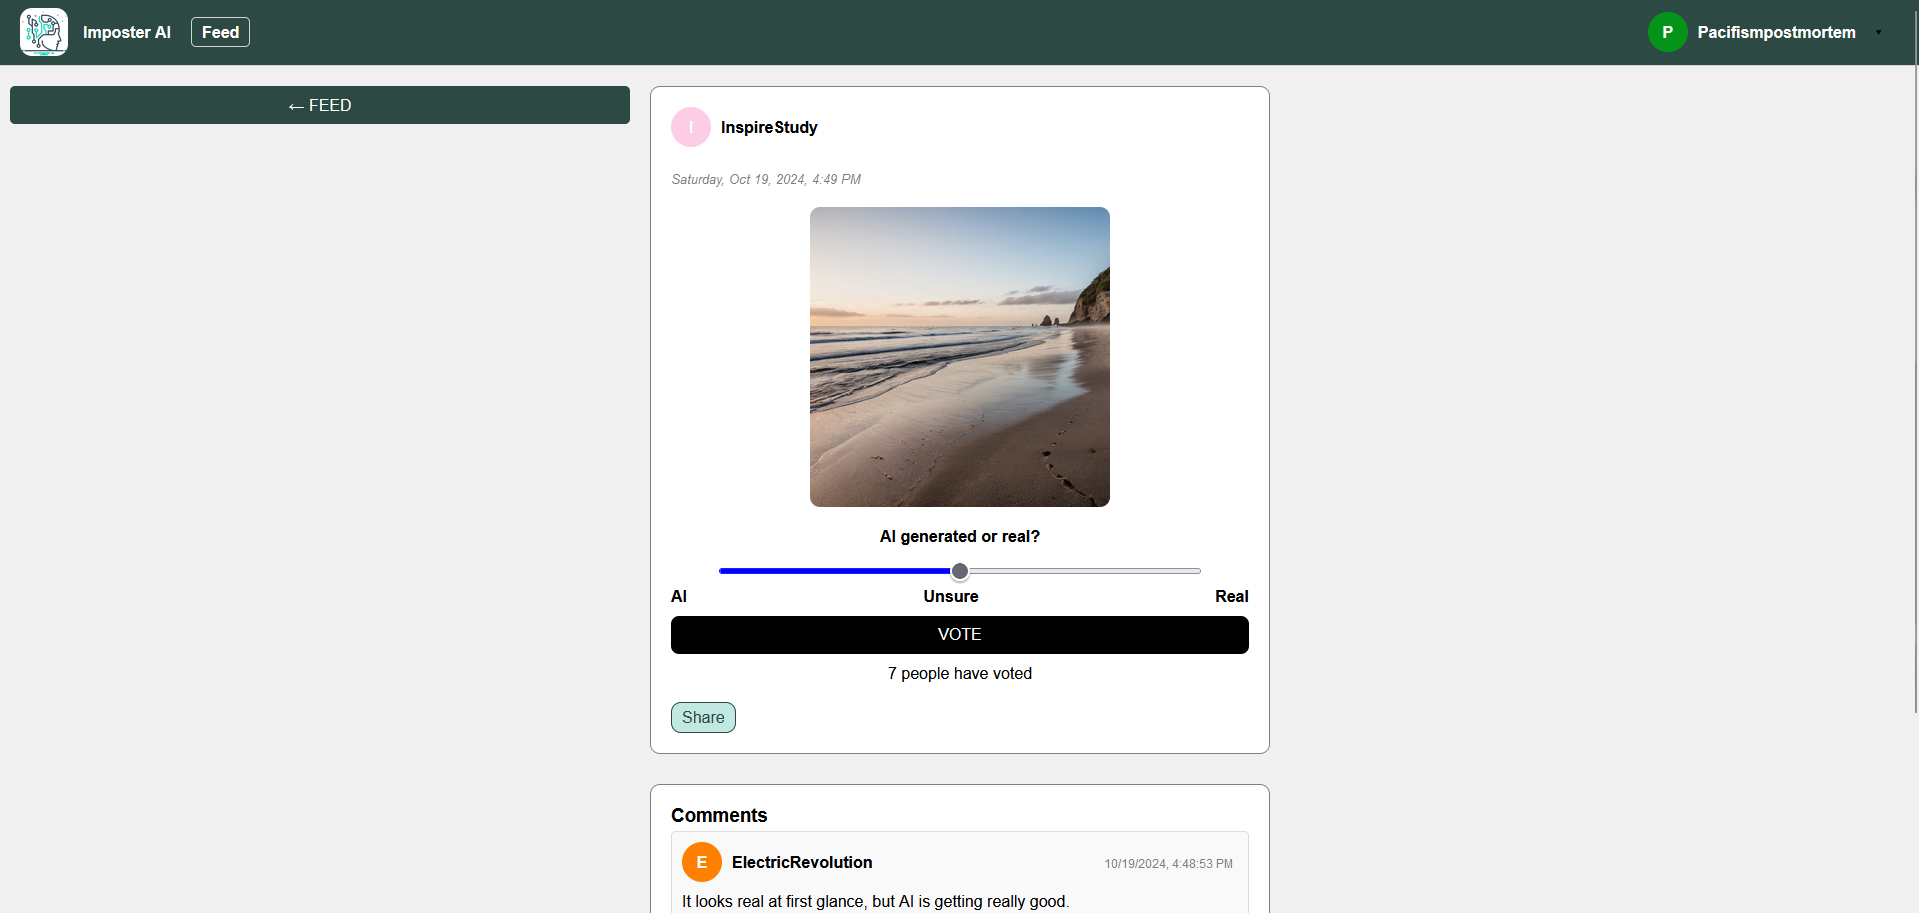 Imposter AI
Feed
P
Pacifismpostmortem
← FEED
I
InspireStudy
Saturday, Oct 19, 2024, 4:49 PM
AI generated or real?
AI
Unsure
Real
VOTE
7 people have voted
Share
Comments
E
ElectricRevolution
10/19/2024, 4:48:53 PM
It looks real at first glance, but AI is getting really good.